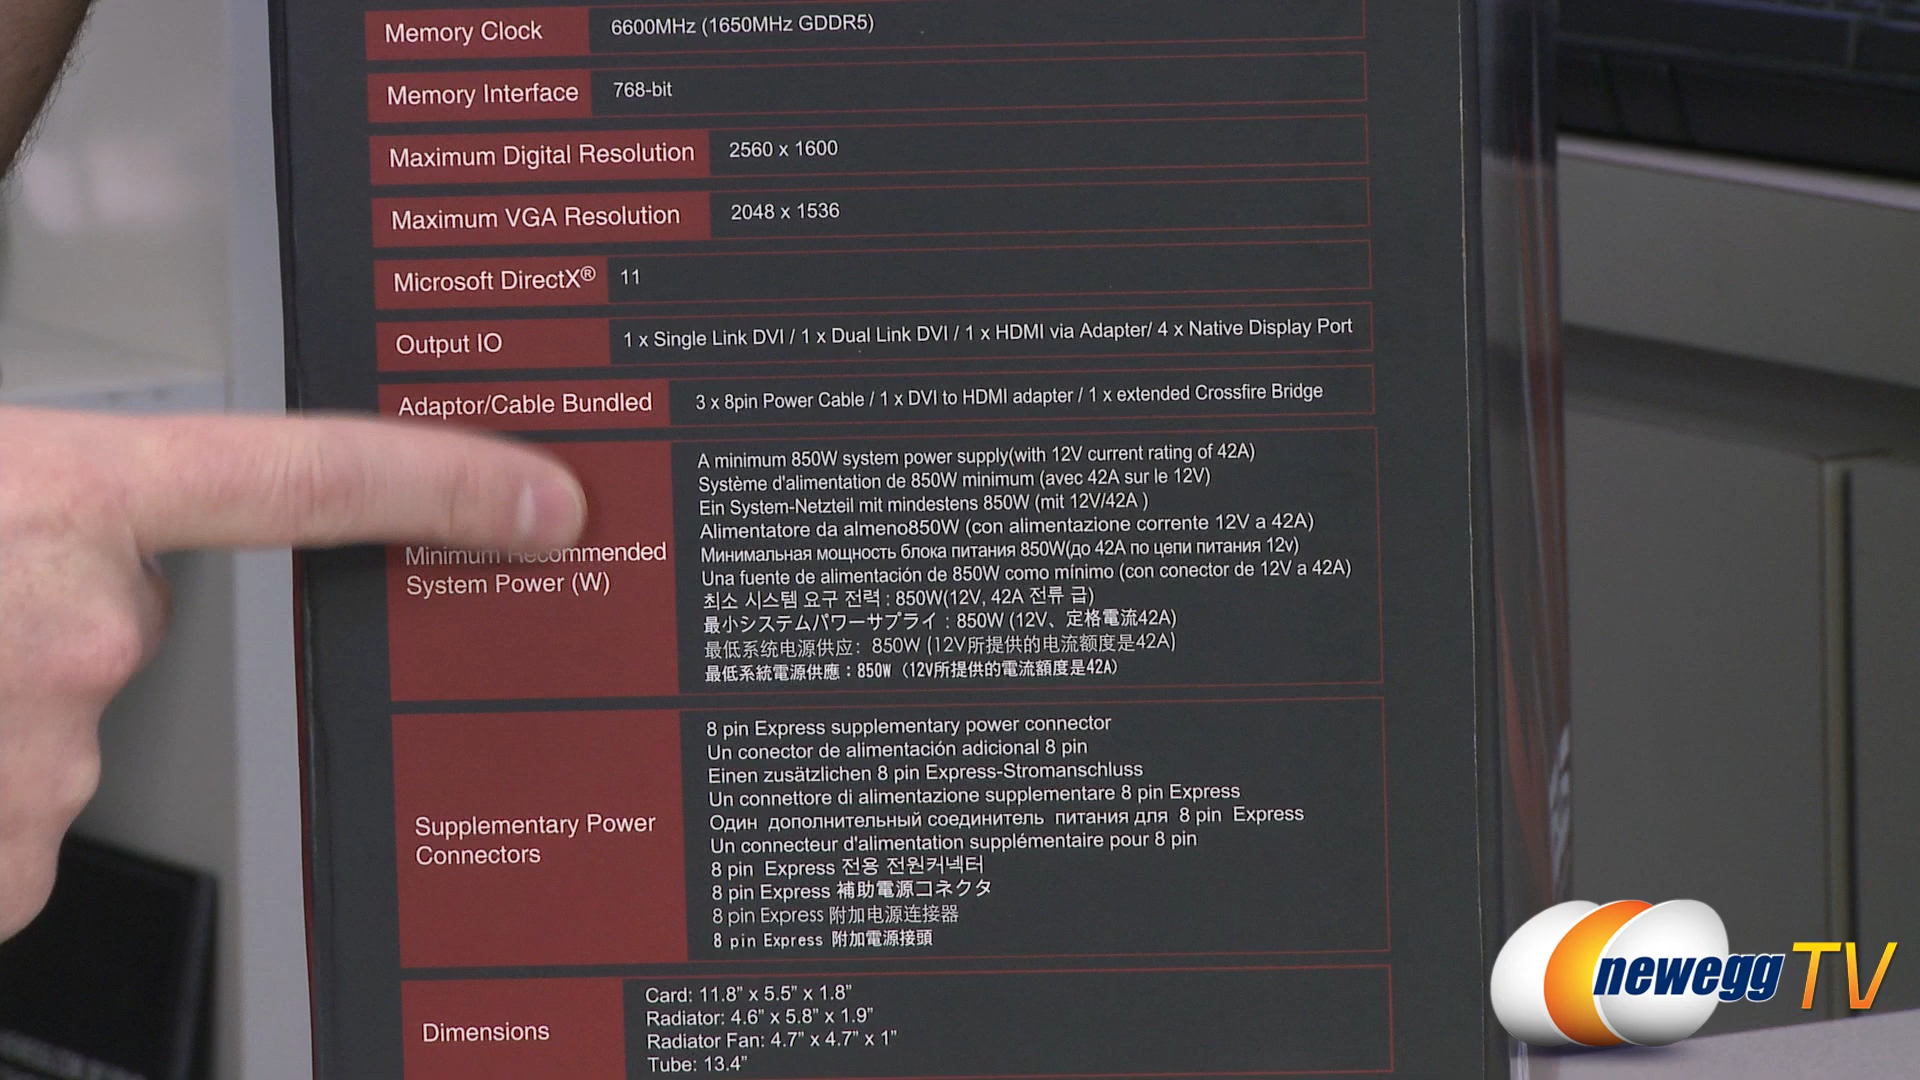 Memory Clock 6600MHz (1650MHz GDDR5)
Memory Interface 768-bit
Maximum Digital Resolution 2560 x 1600
Maximum VGA Resolution 2048 x 1536
Microsoft DirectX® 11
Output IO 1 x Single Link DVI / 1 x Dual Link DVI / 1 x HDMI via Adapter/ 4 x Native Display Port
Adaptor/Cable Bundled 3 x 8pin Power Cable / 1 x DVI to HDMI adapter / 1 x extended Crossfire Bridge
Minimum Recommended
System Power (W)
A minimum 850W system power supply(with 12V current rating of 42A)
Système d'alimentation de 850W minimum (avec 42A sur le 12V)
Ein System-Netzteil mit mindestens 850W (mit 12V/42A )
Alimentatore da almeno850W (con alimentazione corrente 12V a 42A)
Минимальная мощность блока питания 850W(до 42A по цепи питания 12v)
Una fuente de alimentación de 850W como mínimo (con conector de 12V a 42A)
최소 시스템 요구 전력 : 850W(12V, 42A 전류 급)
最小システムパワーサプライ : 850W (12V、定格電流42A)
最低系统电源供应: 850W (12V所提供的电流额度是42A)
最低系統電源供應：850W（12V所提供的電流額度是42A）
Supplementary Power
Connectors
8 pin Express supplementary power connector
Un conector de alimentación adicional 8 pin
Einen zusätzlichen 8 pin Express-Stromanschluss
Un connettore di alimentazione supplementare 8 pin Express
Один дополнительный соединитель питания для 8 pin Express
Un connecteur d'alimentation supplémentaire pour 8 pin
8 pin Express 전용 전원커넥터
8 pin Express 補助電源コネクタ
8 pin Express 附加电源连接器
8 pin Express 附加電源接頭
Dimensions
Card: 11.8” x 5.5” x 1.8”
Radiator: 4.6” x 5.8” x 1.9”
Radiator Fan: 4.7” x 4.7” x 1”
Tube: 13.4”
newegg TV